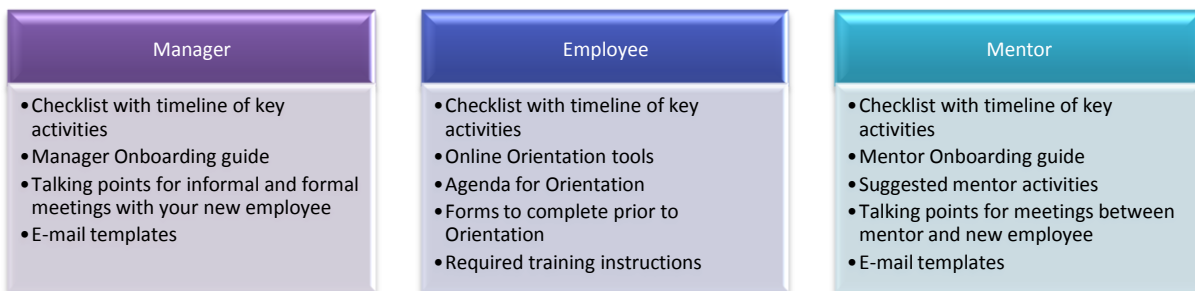 Manager
•Checklist with timeline of key
activities
•Manager Onboarding guide
•Talking points for informal and formal
meetings with your new employee
•E-mail templates
Employee
•Checklist with timeline of key
activities
•Online Orientation tools
•Agenda for Orientation
•Forms to complete prior to
Orientation
•Required training instructions
Mentor
•Checklist with timeline of key
activities
•Mentor Onboarding guide
•Suggested mentor activities
•Talking points for meetings between
mentor and new employee
•E-mail templates